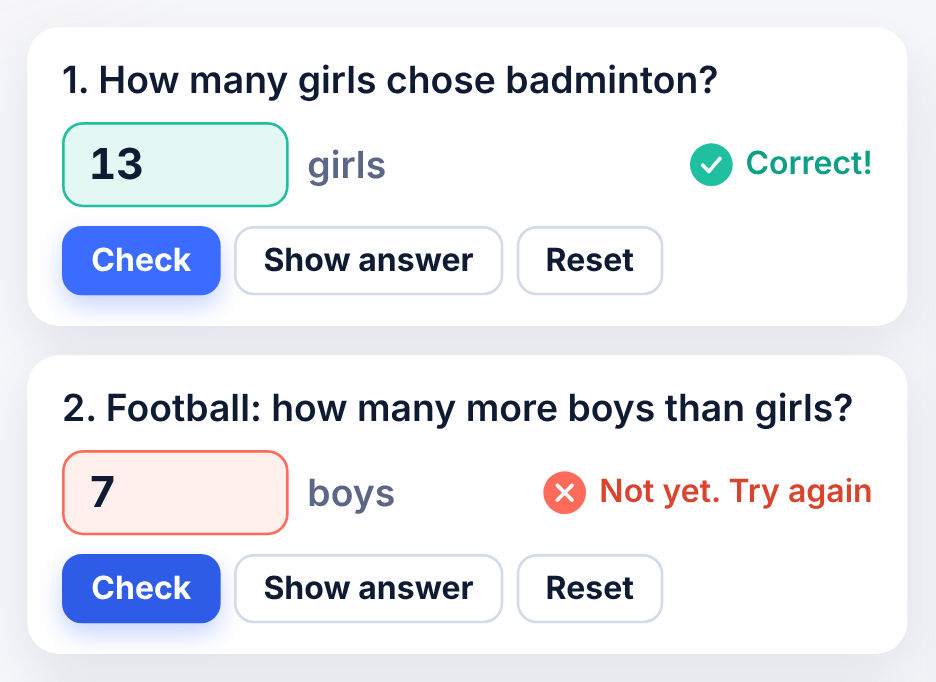 1. How many girls chose badminton?
13 girls Correct!
Check Show answer Reset
2. Football: how many more boys than girls?
7 boys Not yet. Try again
Check Show answer Reset